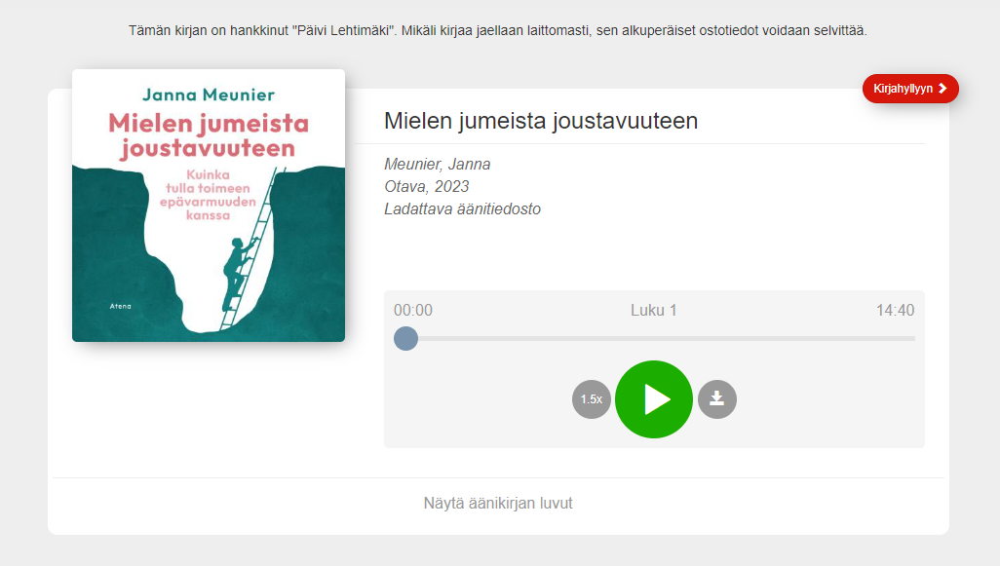 Tämän kirjan on hankkinut "Päivi Lehtimäki". Mikäli kirjaa jaellaan laittomasti, sen alkuperäiset ostotiedot voidaan selvittää.
Kirjahyllyyn
Janna Meunier
Mielen jumeista
joustavuuteen
Kuinka
tulla toimeen
epävarmuuden
kanssa
Atena
Mielen jumeista joustavuuteen
Meunier, Janna
Otava, 2023
Ladattava äänitiedosto
00:00 Luku 1 14:40
1.5x
Näytä äänikirjan luvut